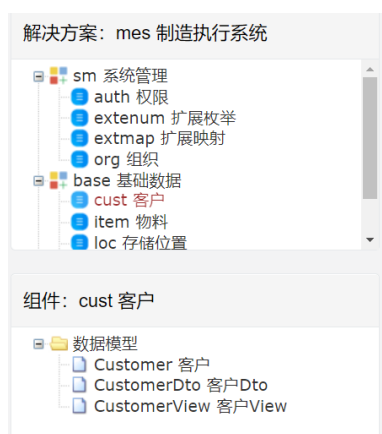 解决方案：mes 制造执行系统
sm 系统管理
auth 权限
extenum 扩展枚举
extmap 扩展映射
org 组织
base 基础数据
cust 客户
item 物料
loc 存储位置
组件：cust 客户
数据模型
Customer 客户
CustomerDto 客户Dto
CustomerView 客户View